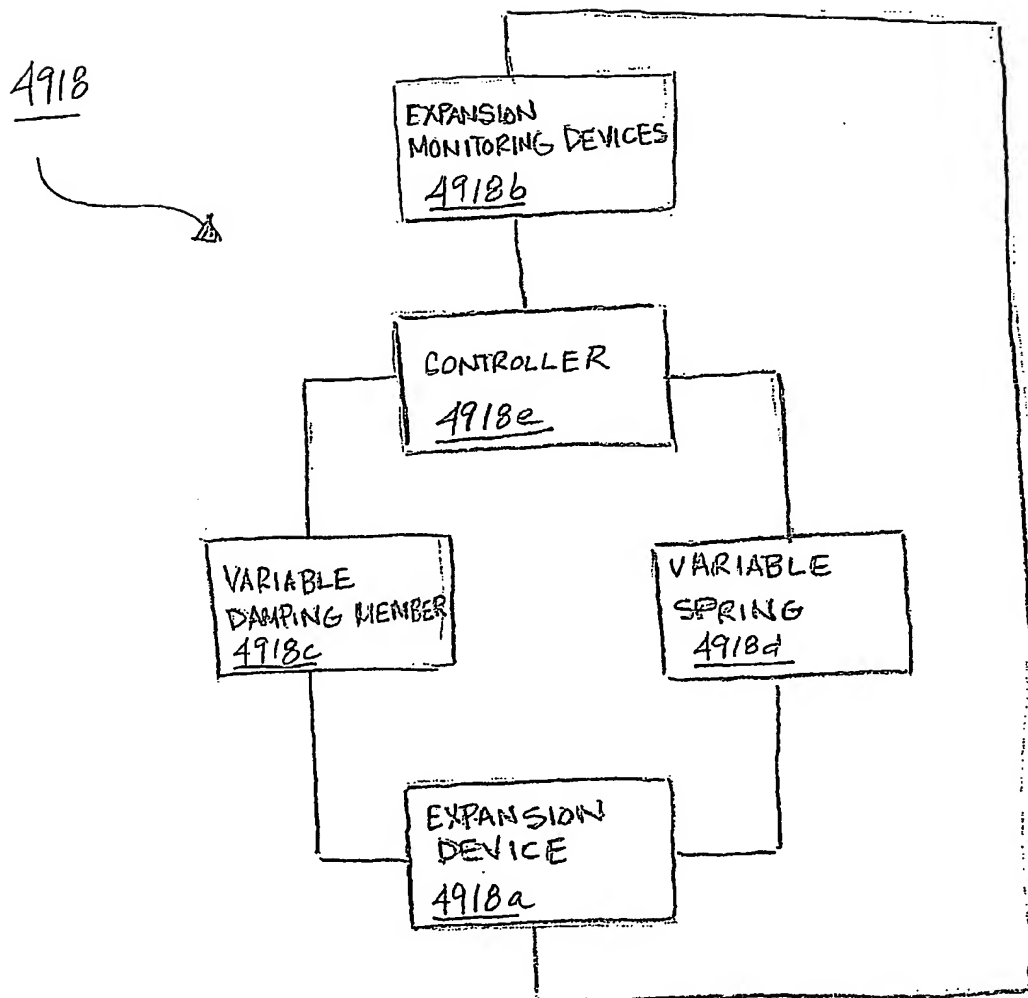 4918
EXPANSION
MONITORING DEVICES
4918b
CONTROLLER
4918e
VARIABLE
DAMPING MEMBER
4918c
VARIABLE
SPRING
4918d
EXPANSION
DEVICE
4918a